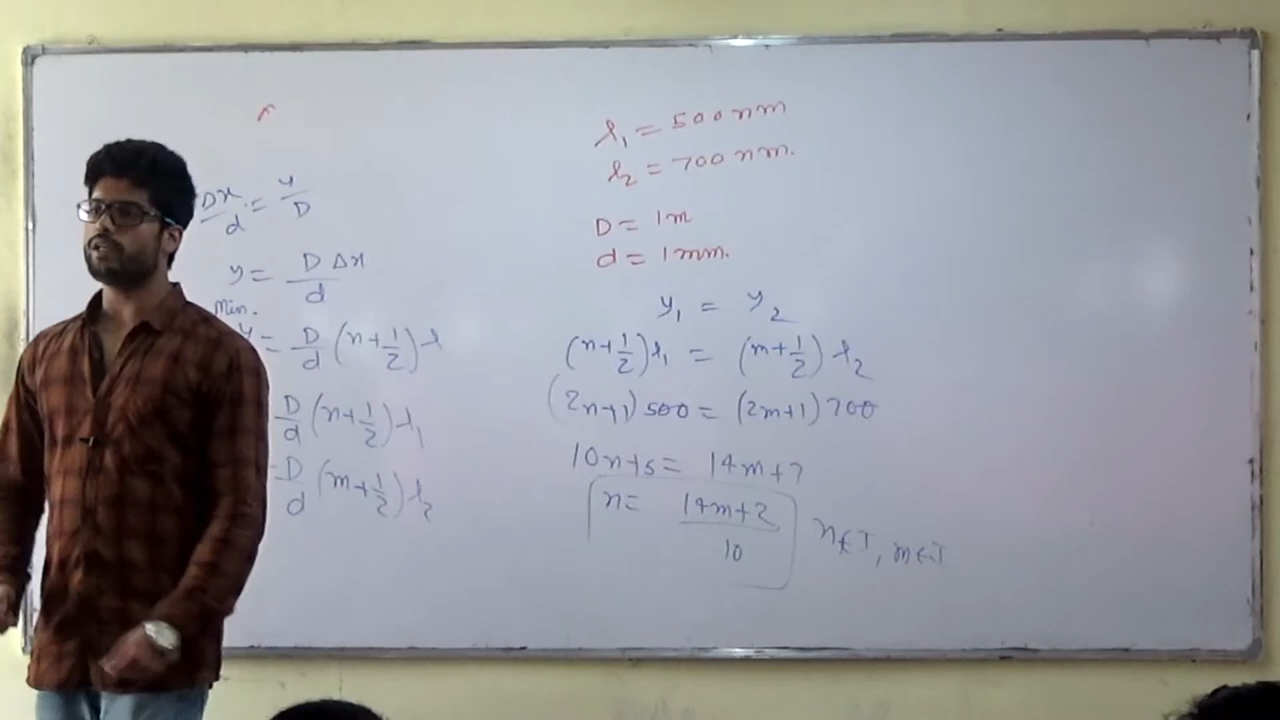 Dx/d = y/D
y = D Δx/d
Min.
y = D/d (n+1/2) λ
D/d (n+1/2) λ₁
= D/d (m+1/2) λ₂
λ₁ = 500 nm
λ₂ = 700 nm.
D = 1m
d = 1mm.
y₁ = y₂
(n+1/2)λ₁ = (m+1/2) λ₂
(2n+1) 500 = (2m+1) 700
10n+5 = 14m+7
n = 14m+2/10 n∈I, m∈I